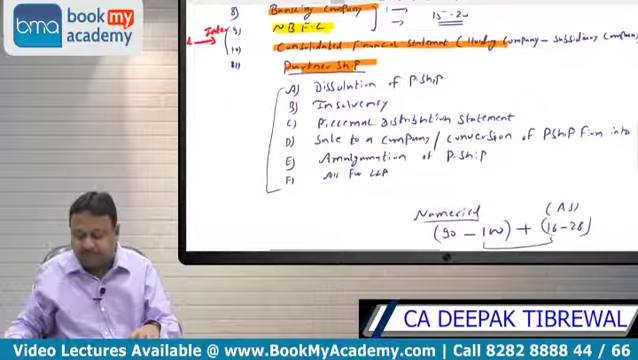 bma
book my
academy
8) Banking Company
15-20
9) NBFC
Inter
10) Consolidated Financial Statement (Holding Company - Subsidiary Company
11) Partnership
A) Dissolution of P.Ship
B) Insolvency
C) Piecemeal Distribution Statement
D) Sale to a Company / Conversion of P.Ship Firm into
E) Amalgamation of P.Ship
F) All For LLP
Numerical (AS)
(90 - 100) + (16-28)
CA DEEPAK TIBREWAL
Video Lectures Available @ www.BookMyAcademy.com | Call 8282 8888 44 / 66